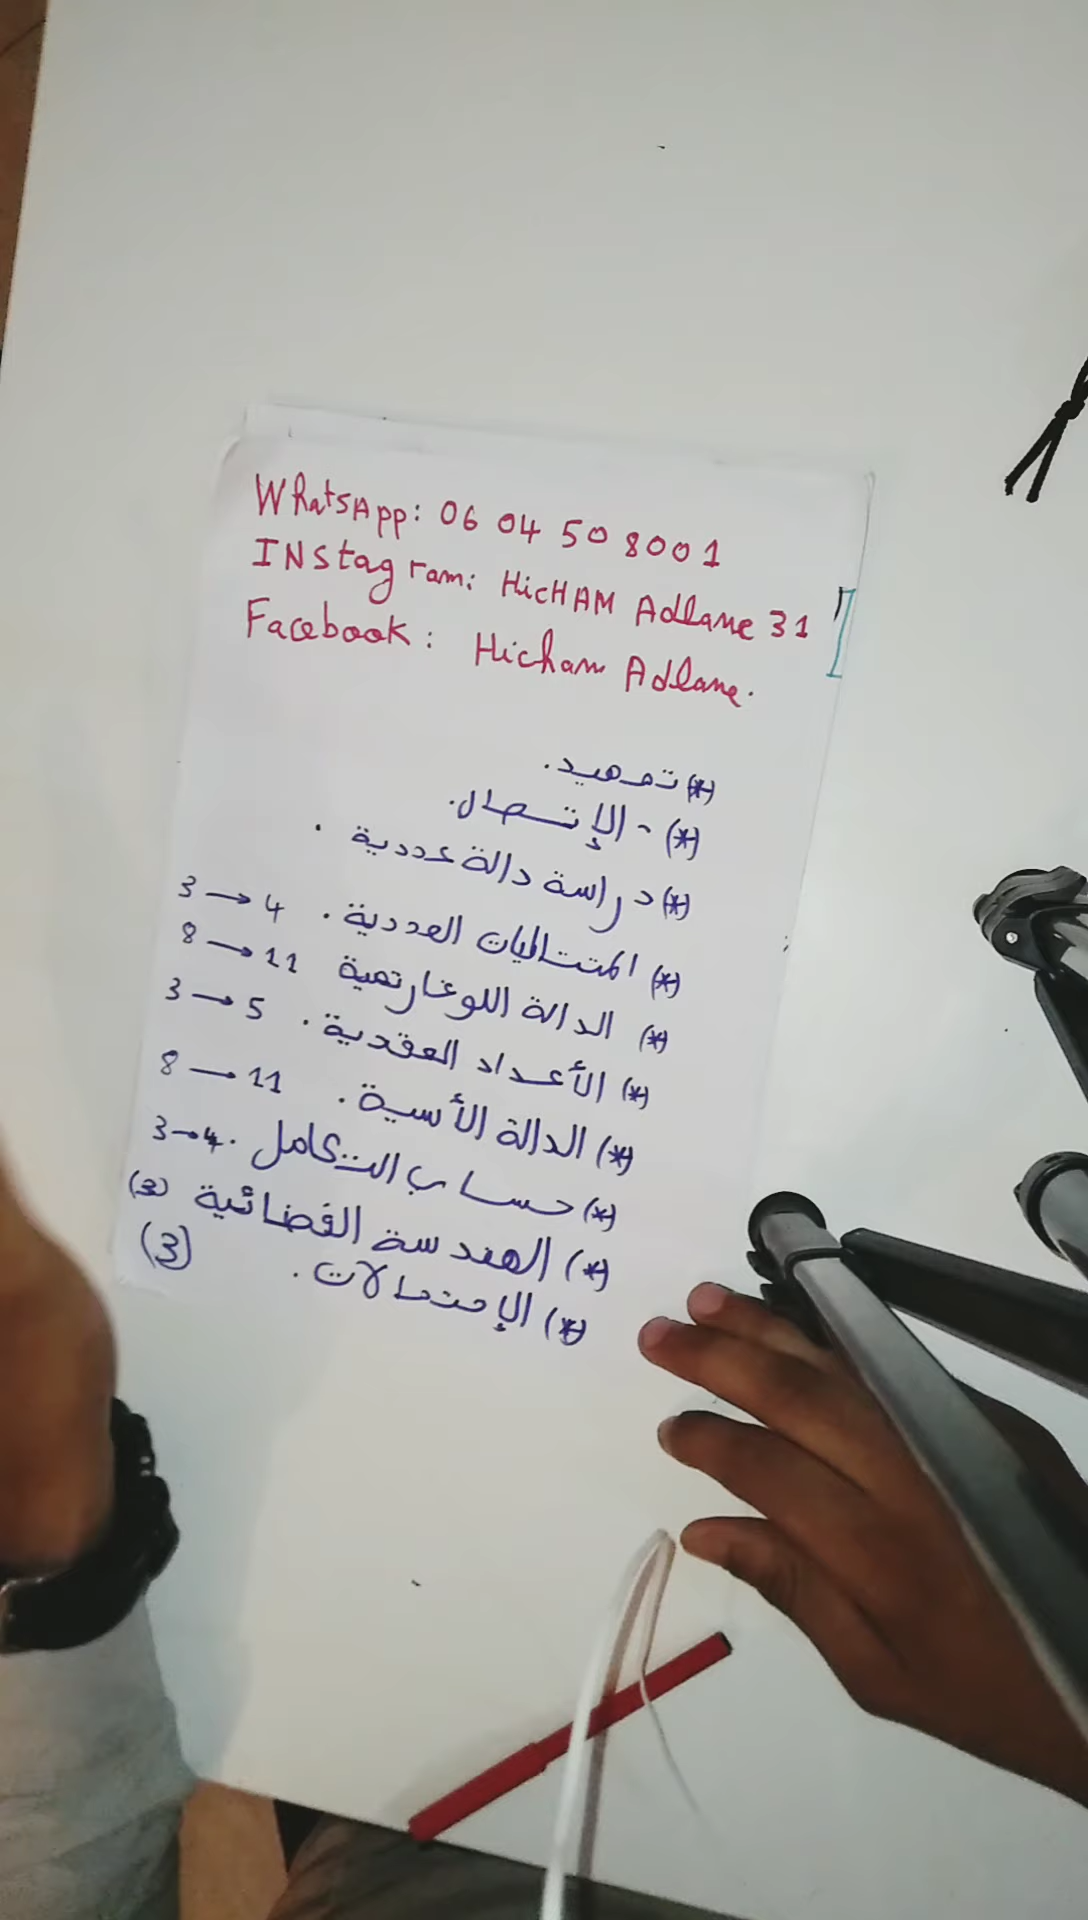 WhatsApp: 06 04 50 8001
INstagram: HicHAM Adlane 31
Facebook: Hicham Adlane.
(*) تمهيد.
(*) - الإتصال.
(*) دراسة دالة عددية.
(*) المتتاليات العددية. 3 → 4
(*) الدالة اللوغارتمية 8 → 11
(*) الأعداد العقدية. 3 → 5
(*) الدالة الأسية. 8 → 11
(*) حساب التكامل. 3 → 4
(*) الهندسة الفضائية (3)
(*) الإحتمالات. (3)